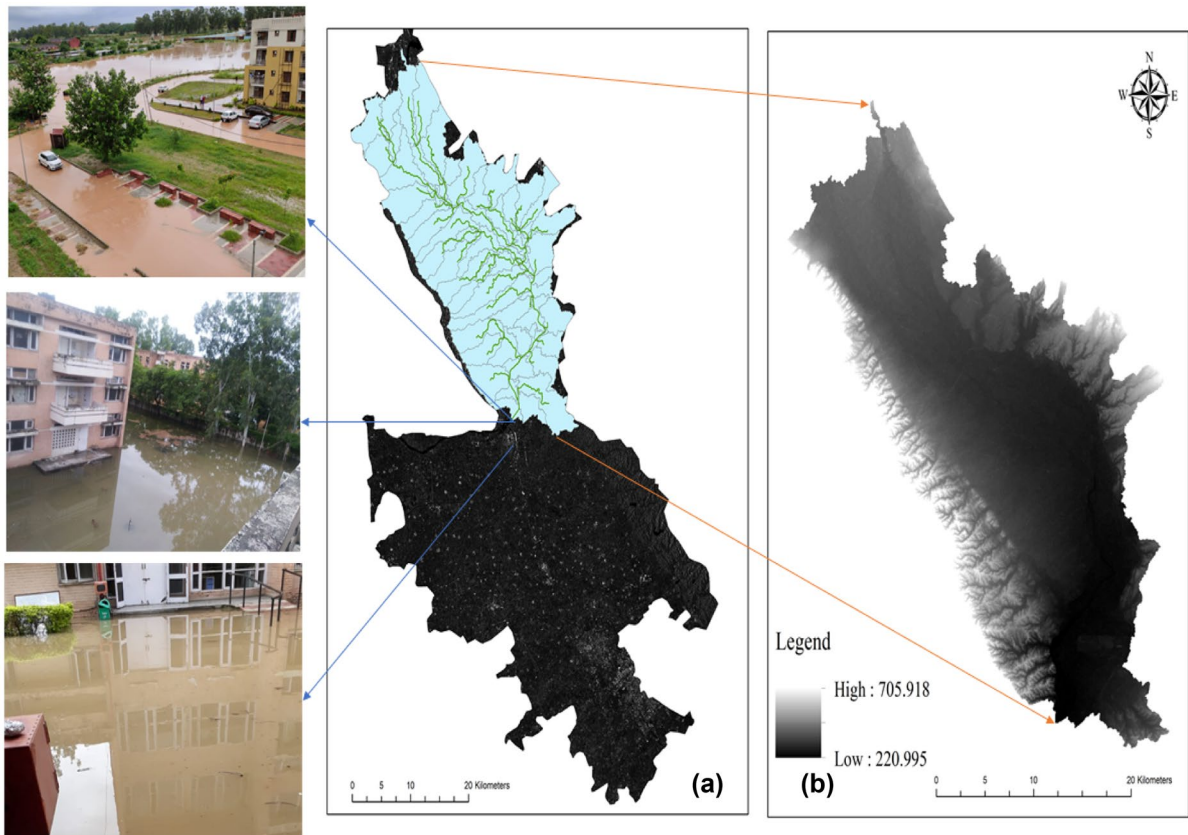 N
W E
S
Legend
High : 705.918
Low : 220.995
0 5 10 20 Kilometers
(a)
(b)
0 5 10 20 Kilometers